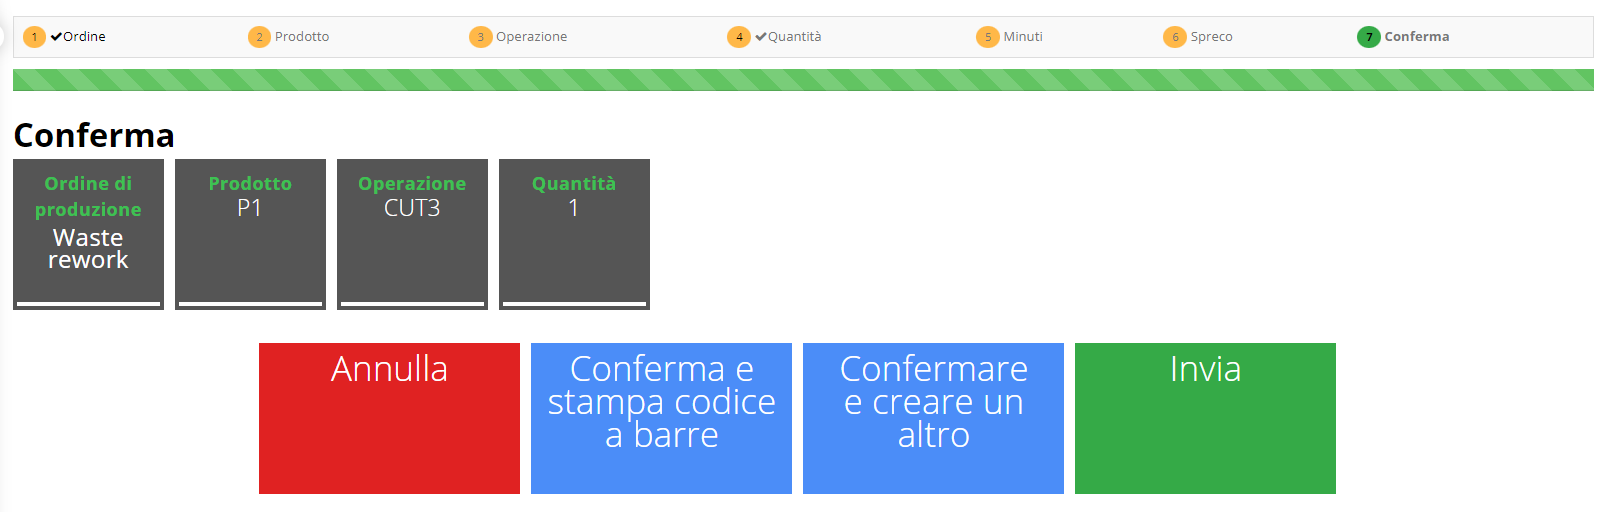 1 ✔Ordine 2 Prodotto 3 Operazione 4 ✔Quantità 5 Minuti 6 Spreco 7 Conferma
Conferma
Ordine di
produzione
Waste
rework
Prodotto
P1
Operazione
CUT3
Quantità
1
Annulla
Conferma e
stampa codice
a barre
Confermare
e creare un
altro
Invia